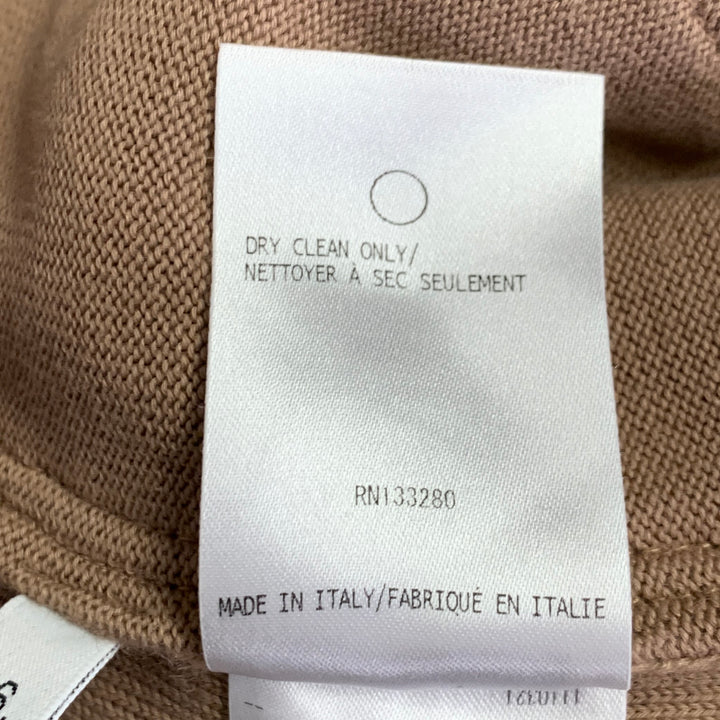 DRY CLEAN ONLY/
NETTOYER À SEC SEULEMENT
RN133280
MADE IN ITALY/FABRIQUÉ EN ITALIE